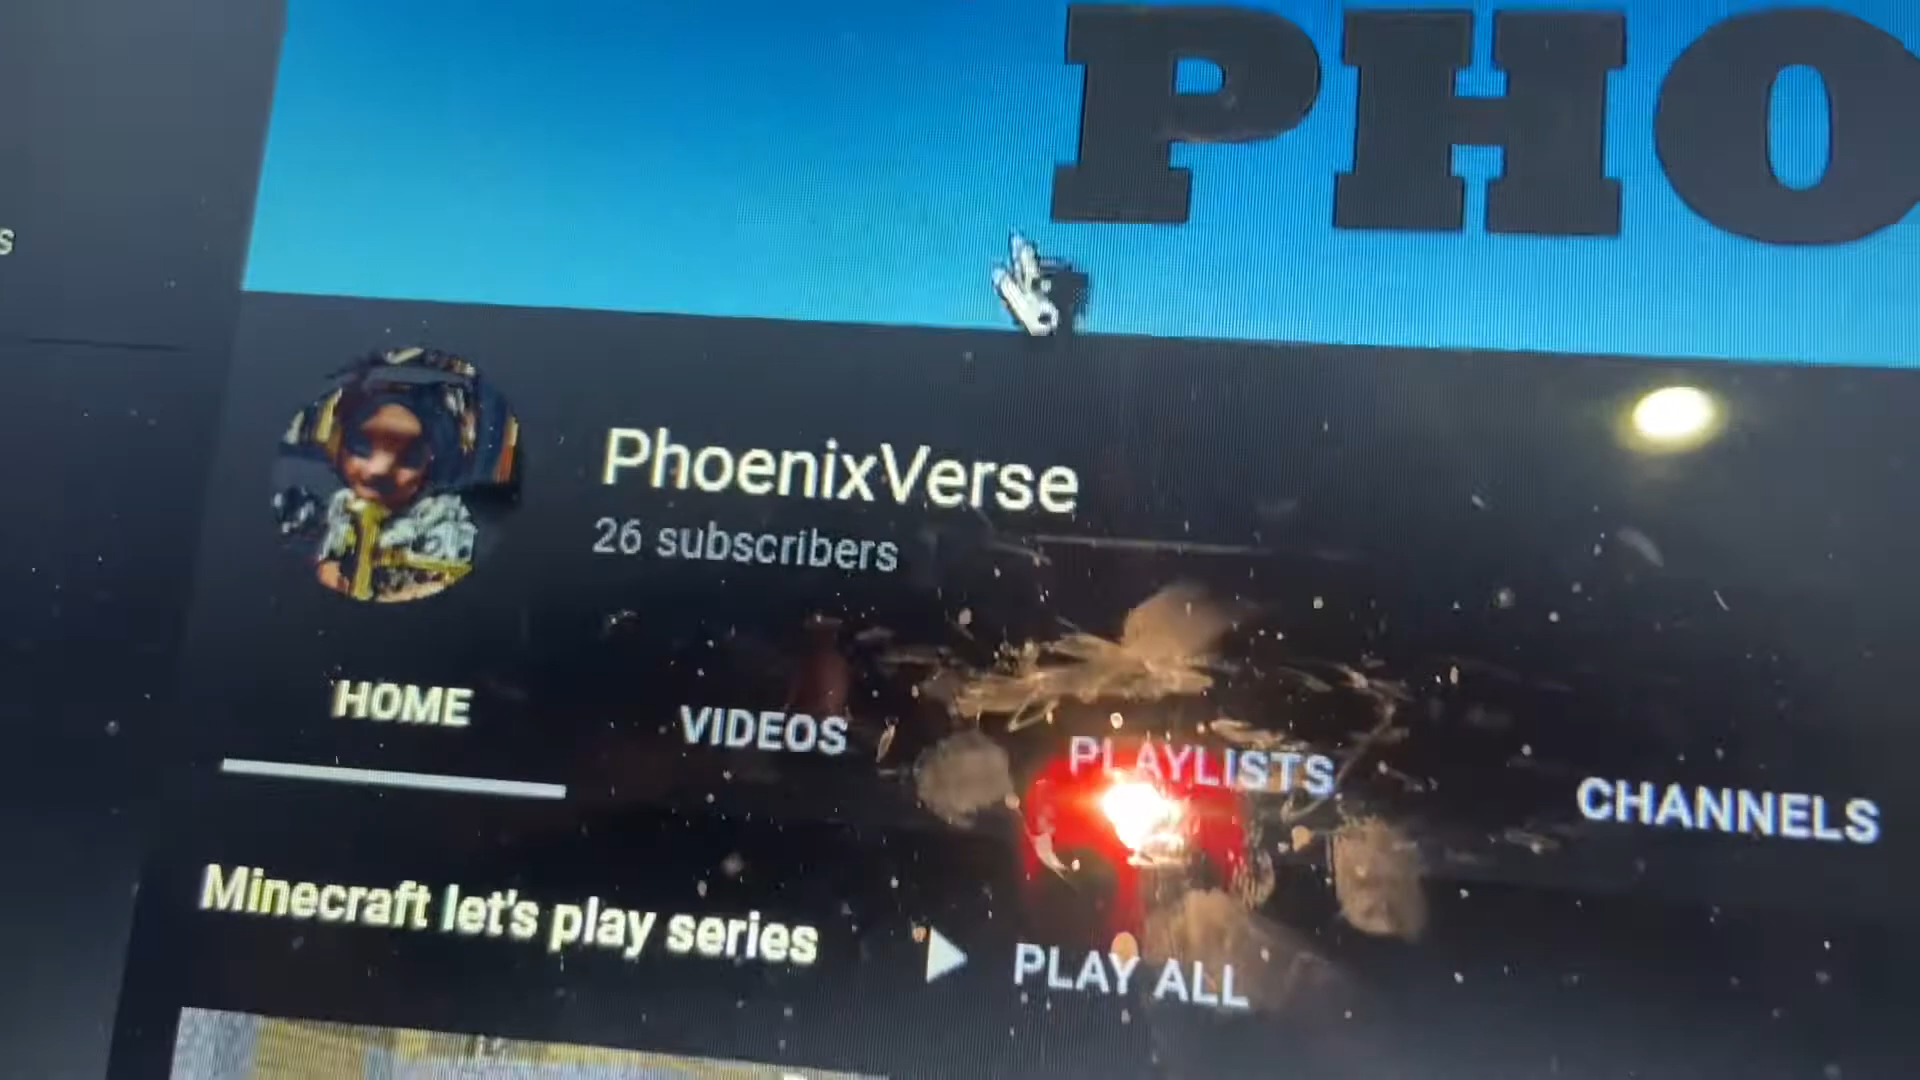 PHO
s
PhoenixVerse
26 subscribers
HOME
VIDEOS
PLAYLISTS
CHANNELS
Minecraft let's play series
PLAY ALL